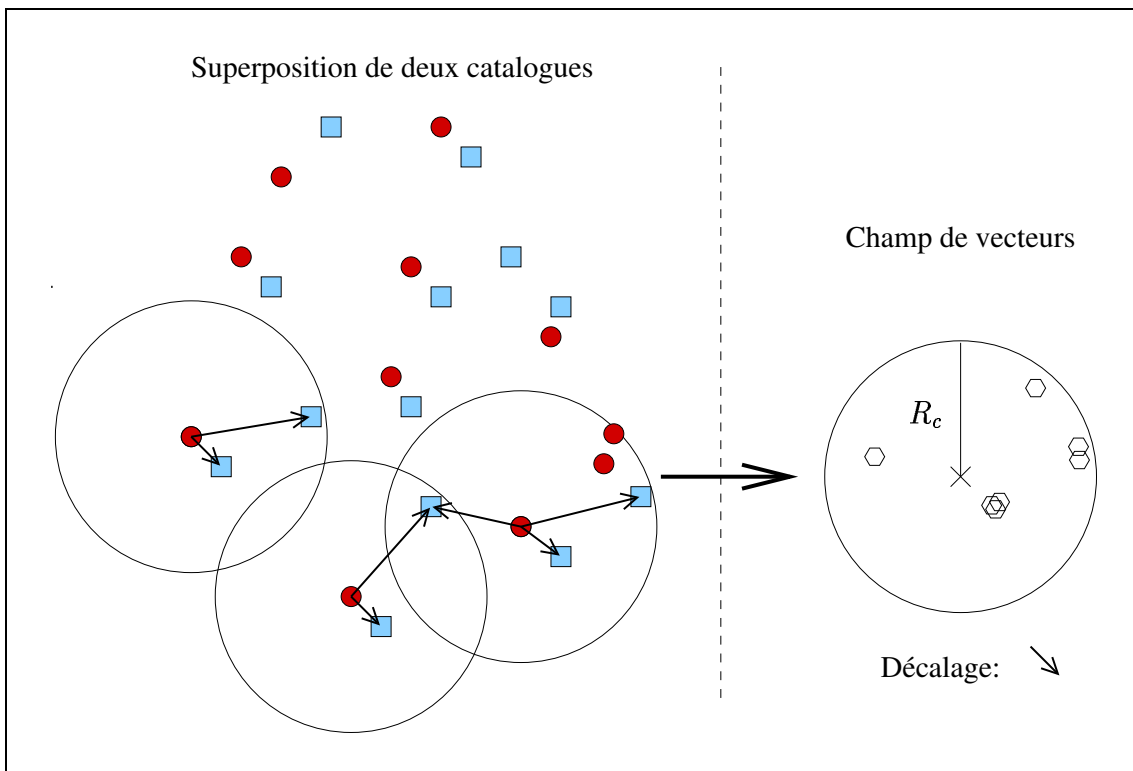 Superposition de deux catalogues
Champ de vecteurs
R_c
Décalage: